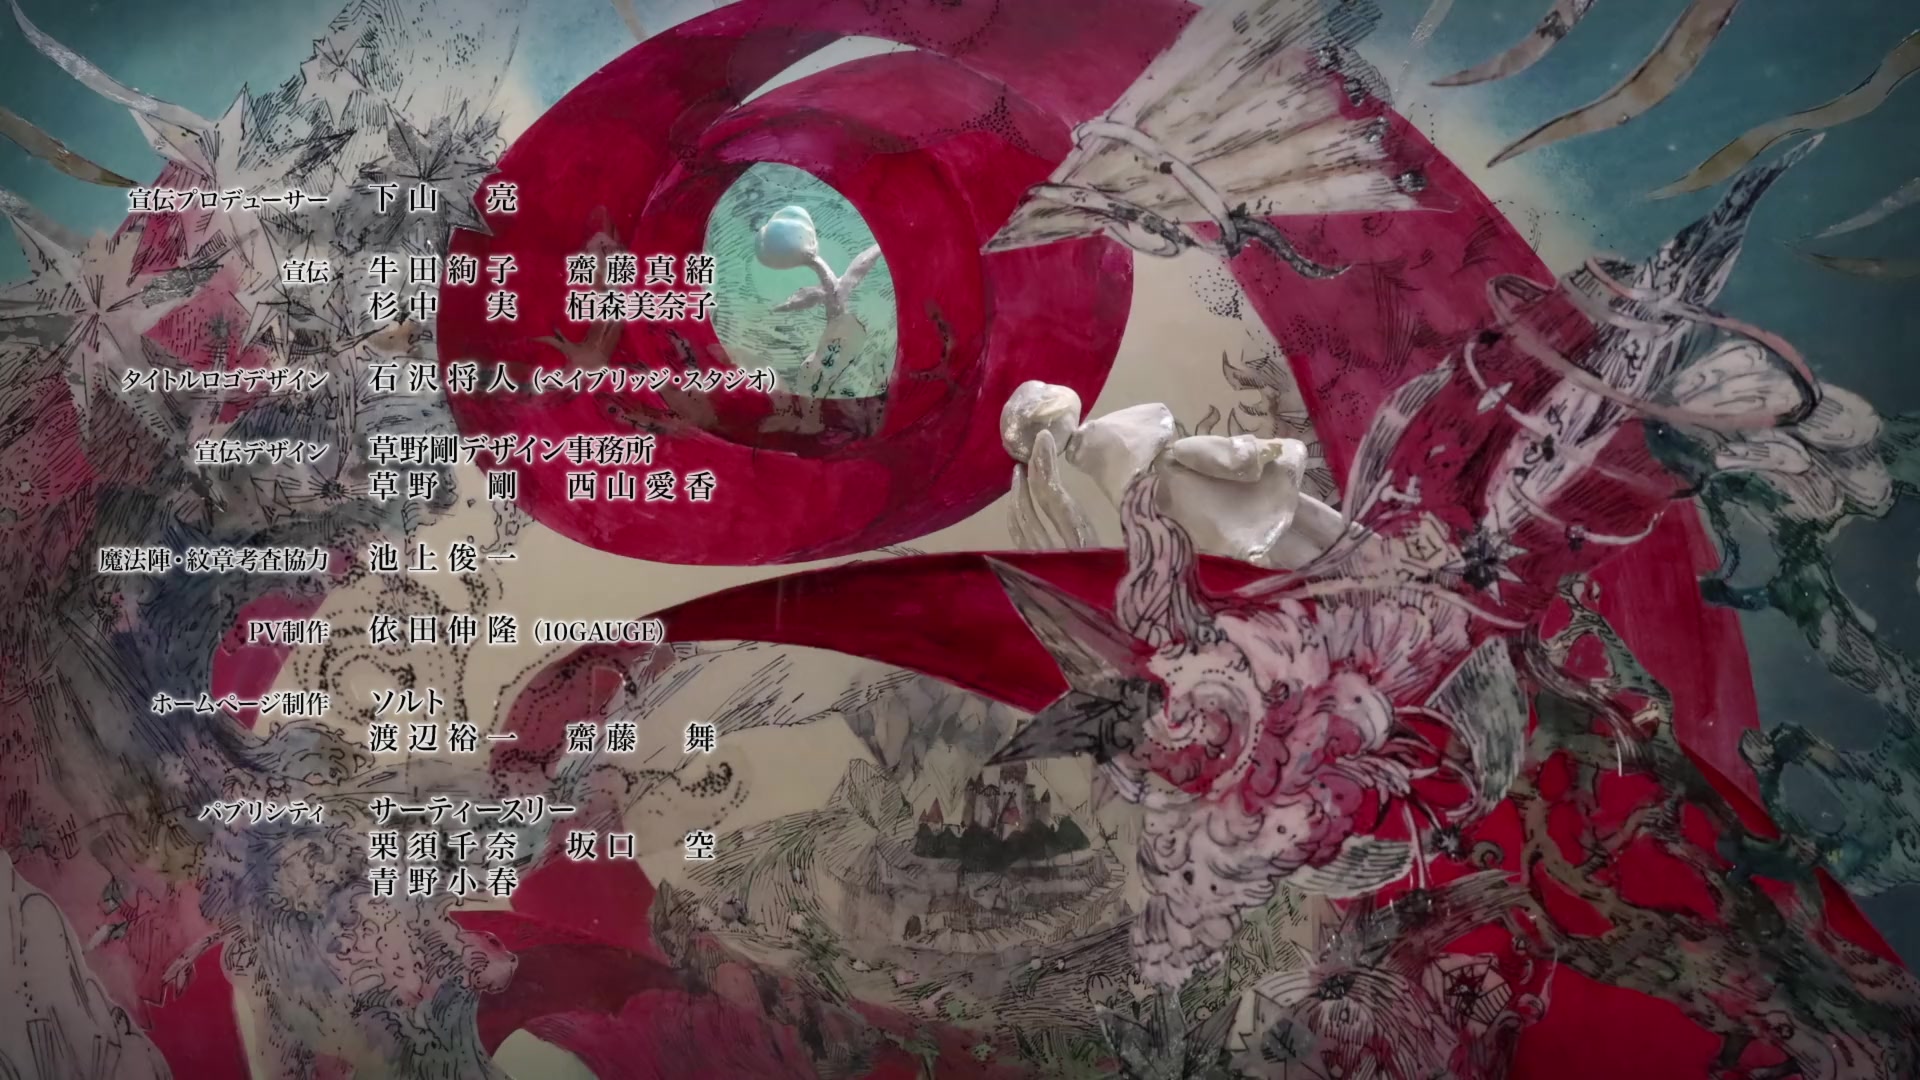 宣伝プロデューサー 下山 亮
宣伝 牛田絢子 齋藤真緒
杉中 実 栢森美奈子
タイトルロゴデザイン 石沢将人(ベイブリッジ・スタジオ)
宣伝デザイン 草野剛デザイン事務所
草野 剛 西山愛香
魔法陣・紋章考査協力 池上俊一
PV制作 依田伸隆(10GAUGE)
ホームページ制作 ソルト
渡辺裕一 齋藤 舞
パブリシティ サーティースリー
栗須千奈 坂口 空
青野小春